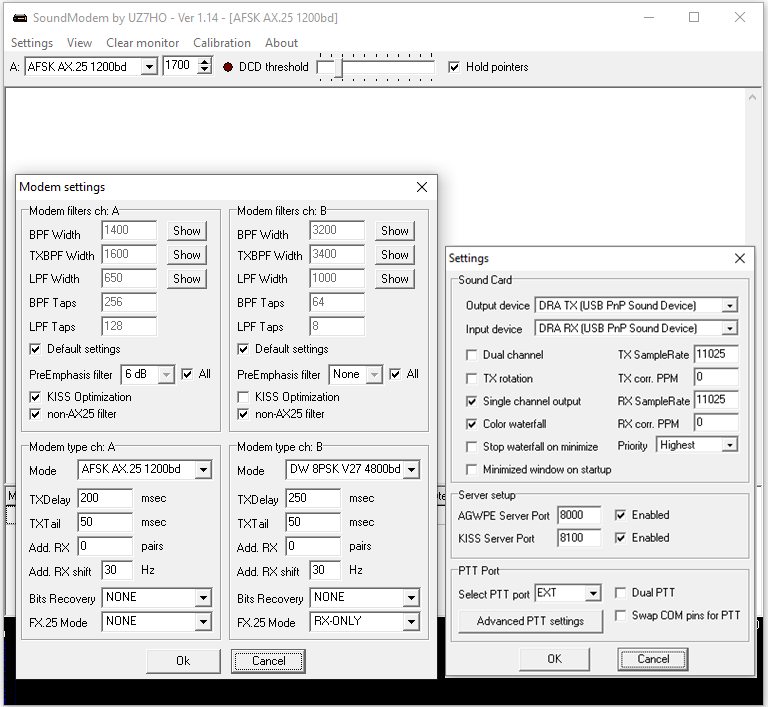 SoundModem by UZ7HO - Ver 1.14 - [AFSK AX.25 1200bd]
Settings View Clear monitor Calibration About
A: AFSK AX.25 1200bd 1700 DCD threshold Hold pointers
Modem settings
Modem filters ch: A
BPF Width 1400 Show
TXBPF Width 1600 Show
LPF Width 650 Show
BPF Taps 256
LPF Taps 128
Default settings
PreEmphasis filter 6 dB All
KISS Optimization
non-AX25 filter
Modem filters ch: B
BPF Width 3200 Show
TXBPF Width 3400 Show
LPF Width 1000 Show
BPF Taps 64
LPF Taps 8
Default settings
PreEmphasis filter None All
KISS Optimization
non-AX25 filter
Modem type ch: A
Mode AFSK AX.25 1200bd
TXDelay 200 msec
TXTail 50 msec
Add. RX 0 pairs
Add. RX shift 30 Hz
Bits Recovery NONE
FX.25 Mode NONE
Modem type ch: B
Mode DW 8PSK V27 4800bd
TXDelay 250 msec
TXTail 50 msec
Add. RX 0 pairs
Add. RX shift 30 Hz
Bits Recovery NONE
FX.25 Mode RX-ONLY
Ok Cancel
Settings
Sound Card
Output device DRA TX (USB PnP Sound Device)
Input device DRA RX (USB PnP Sound Device)
Dual channel TX SampleRate 11025
TX rotation TX corr. PPM 0
Single channel output RX SampleRate 11025
Color waterfall RX corr. PPM 0
Stop waterfall on minimize Priority Highest
Minimized window on startup
Server setup
AGWPE Server Port 8000 Enabled
KISS Server Port 8100 Enabled
PTT Port
Select PTT port EXT Dual PTT
Advanced PTT settings Swap COM pins for PTT
OK Cancel